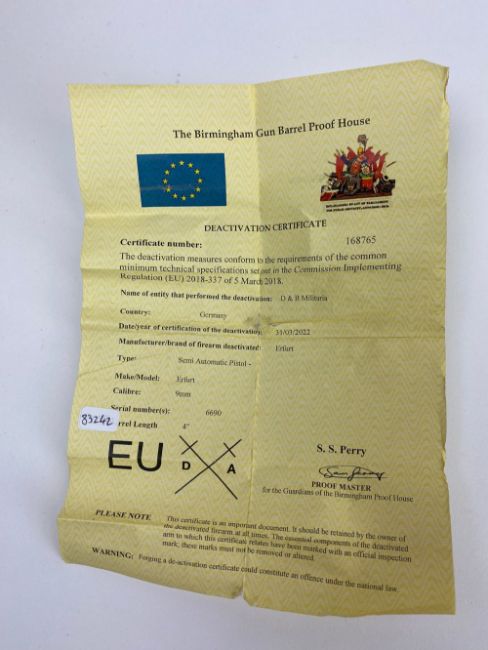 The Birmingham Gun Barrel Proof House
DEACTIVATION CERTIFICATE
Certificate number: 168765
The deactivation measures conform to the requirements of the common
minimum technical specifications set out in the Commission Implementing
Regulation (EU) 2018-337 of 5 March 2018.
Name of entity that performed the deactivation: D & B Militaria
Country: Germany
Date/year of certification of the deactivation: 31/03/2022
Manufacturer/brand of firearm deactivated: Erfurt
Type: Semi Automatic Pistol -
Make/Model: Erfurt
Calibre: 9mm
Serial number(s): 6690
83242
rrel Length 4"
EU
D A
S. S. Perry
PROOF MASTER
for the Guardians of the Birmingham Proof House
PLEASE NOTE This certificate is an important document. It should be retained by the owner of
the deactivated firearm at all times. The essential components of the deactivated
arm to which this certificate relates have been marked with an official inspection
mark; these marks must not be removed or altered.
WARNING: Forging a de-activation certificate could constitute an offence under the national law.